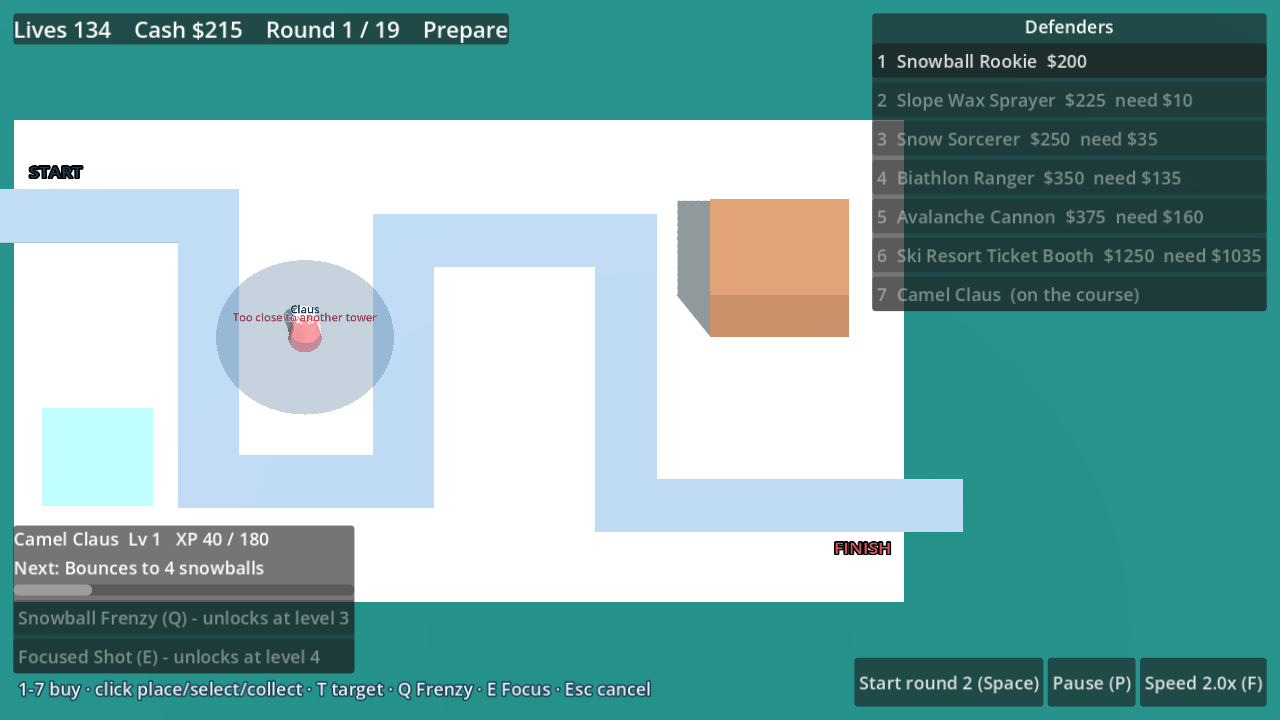 Lives 134 Cash $215 Round 1 / 19 Prepare
Defenders
1 Snowball Rookie $200
2 Slope Wax Sprayer $225 need $10
3 Snow Sorcerer $250 need $35
4 Biathlon Ranger $350 need $135
5 Avalanche Cannon $375 need $160
6 Ski Resort Ticket Booth $1250 need $1035
7 Camel Claus (on the course)
START
Claus
Too close to another tower
FINISH
Camel Claus Lv 1 XP 40 / 180
Next: Bounces to 4 snowballs
Snowball Frenzy (Q) - unlocks at level 3
Focused Shot (E) - unlocks at level 4
1-7 buy · click place/select/collect · T target · Q Frenzy · E Focus · Esc cancel
Start round 2 (Space) Pause (P) Speed 2.0x (F)